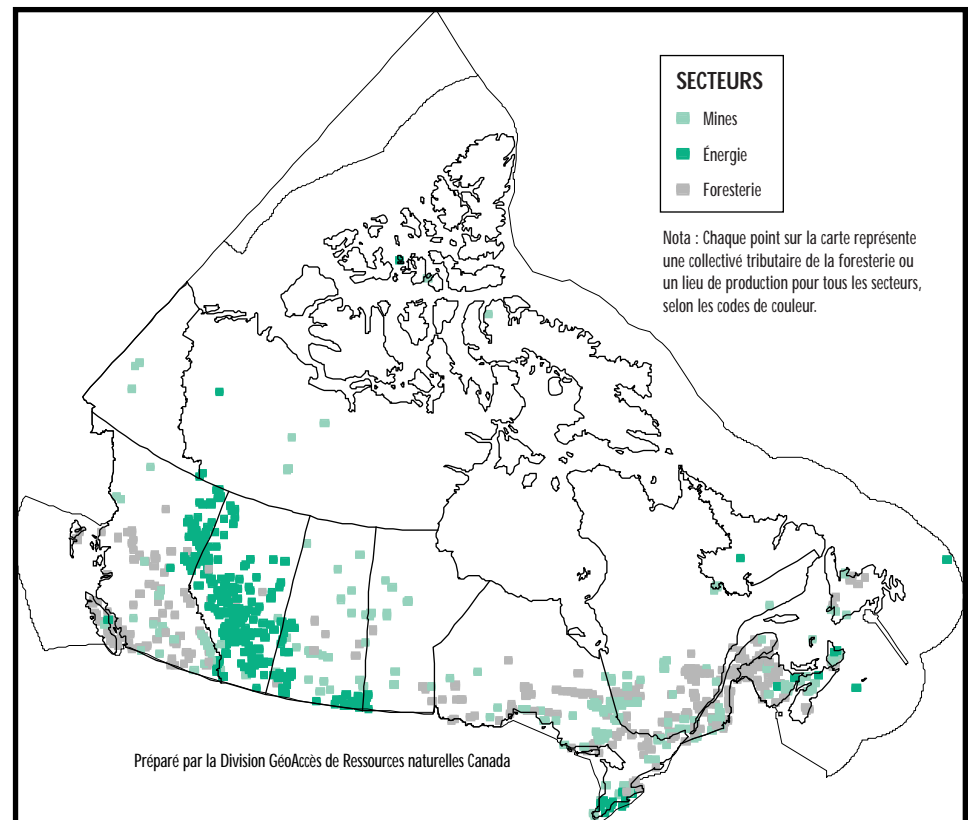 SECTEURS
Mines
Énergie
Foresterie
Nota : Chaque point sur la carte représente
une collectivé tributaire de la foresterie ou
un lieu de production pour tous les secteurs,
selon les codes de couleur.
Préparé par la Division GéoAccès de Ressources naturelles Canada